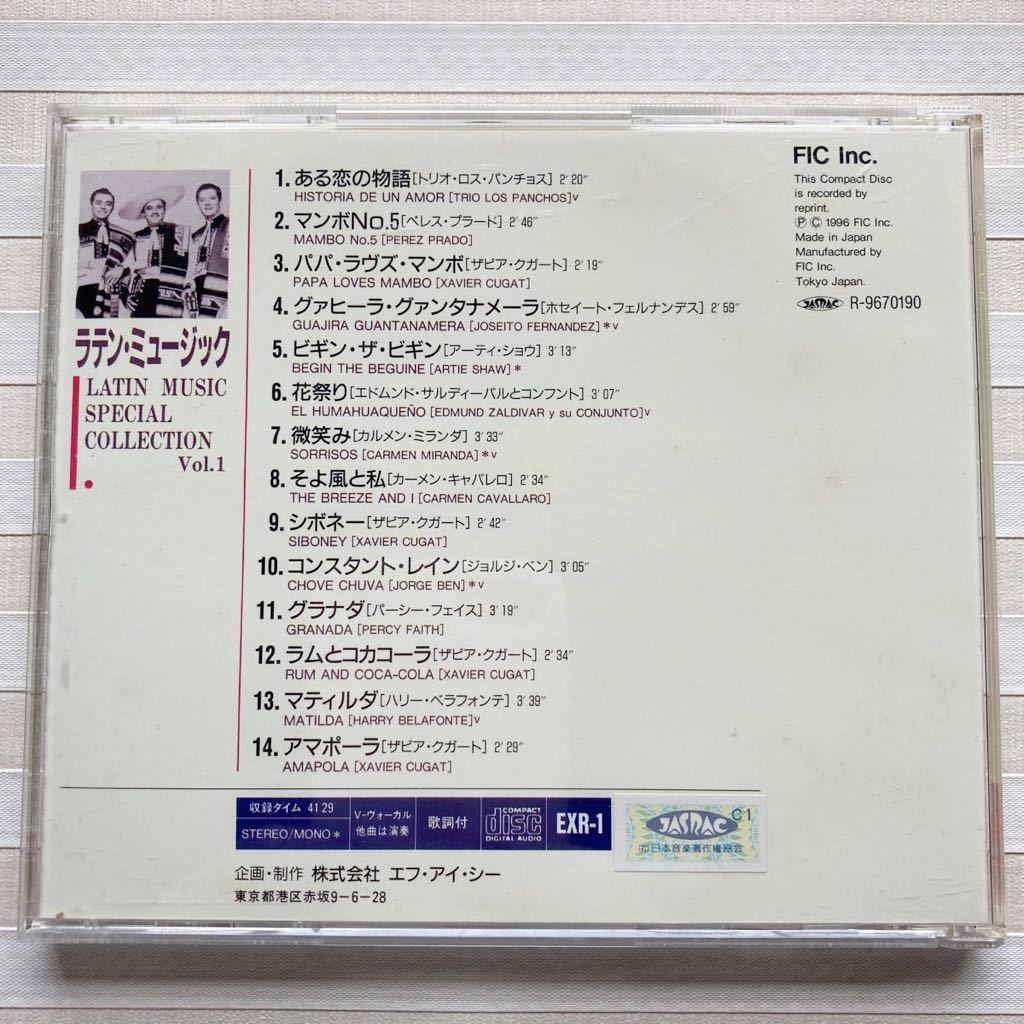 FIC Inc.
This Compact Disc
is recorded by
reprint.
ⓅⒸ 1996 FIC Inc.
Made in Japan
Manufactured by
FIC Inc.
Tokyo Japan.
JASRAC R-9670190
ラテン・ミュージック
LATIN MUSIC
SPECIAL
COLLECTION
Vol.1
1. ある恋の物語[トリオ・ロス・パンチョス] 2′20″
HISTORIA DE UN AMOR [TRIO LOS PANCHOS]v
2. マンボNo.5[ペレス・プラード] 2′46″
MAMBO No.5 [PEREZ PRADO]
3. パパ・ラヴズ・マンボ[ザビア・クガート] 2′19″
PAPA LOVES MAMBO [XAVIER CUGAT]
4. グァヒーラ・グァンタナメーラ[ホセイート・フェルナンデス] 2′59″
GUAJIRA GUANTANAMERA [JOSEITO FERNANDEZ]*v
5. ビギン・ザ・ビギン[アーティ・ショウ] 3′13″
BEGIN THE BEGUINE [ARTIE SHAW]*
6. 花祭り[エドムンド・サルディーバルとコンフント] 3′07″
EL HUMAHUAQUEÑO [EDMUND ZALDIVAR y su CONJUNTO]v
7. 微笑み[カルメン・ミランダ] 3′33″
SORRISOS [CARMEN MIRANDA]*v
8. そよ風と私[カーメン・キャバレロ] 2′34″
THE BREEZE AND I [CARMEN CAVALLARO]
9. シボネー[ザビア・クガート] 2′42″
SIBONEY [XAVIER CUGAT]
10. コンスタント・レイン[ジョルジ・ベン] 3′05″
CHOVE CHUVA [JORGE BEN]*v
11. グラナダ[パーシー・フェイス] 3′19″
GRANADA [PERCY FAITH]
12. ラムとコカコーラ[ザビア・クガート] 2′34″
RUM AND COCA-COLA [XAVIER CUGAT]
13. マティルダ[ハリー・ベラフォンテ] 3′39″
MATILDA [HARRY BELAFONTE]v
14. アマポーラ[ザビア・クガート] 2′29″
AMAPOLA [XAVIER CUGAT]
収録タイム 41 29
STEREO/MONO*
V-ヴォーカル
他曲は演奏
歌詞付
COMPACT
disc
DIGITAL AUDIO
EXR-1
C1
JASRAC
㈳日本音楽著作権協会
企画・制作 株式会社 エフ・アイ・シー
東京都港区赤坂9-6-28